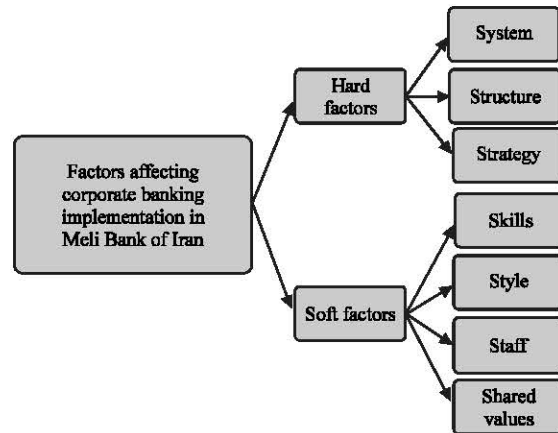 Factors affecting
corporate banking
implementation in
Meli Bank of Iran
Hard
factors
Soft factors
System
Structure
Strategy
Skills
Style
Staff
Shared
values